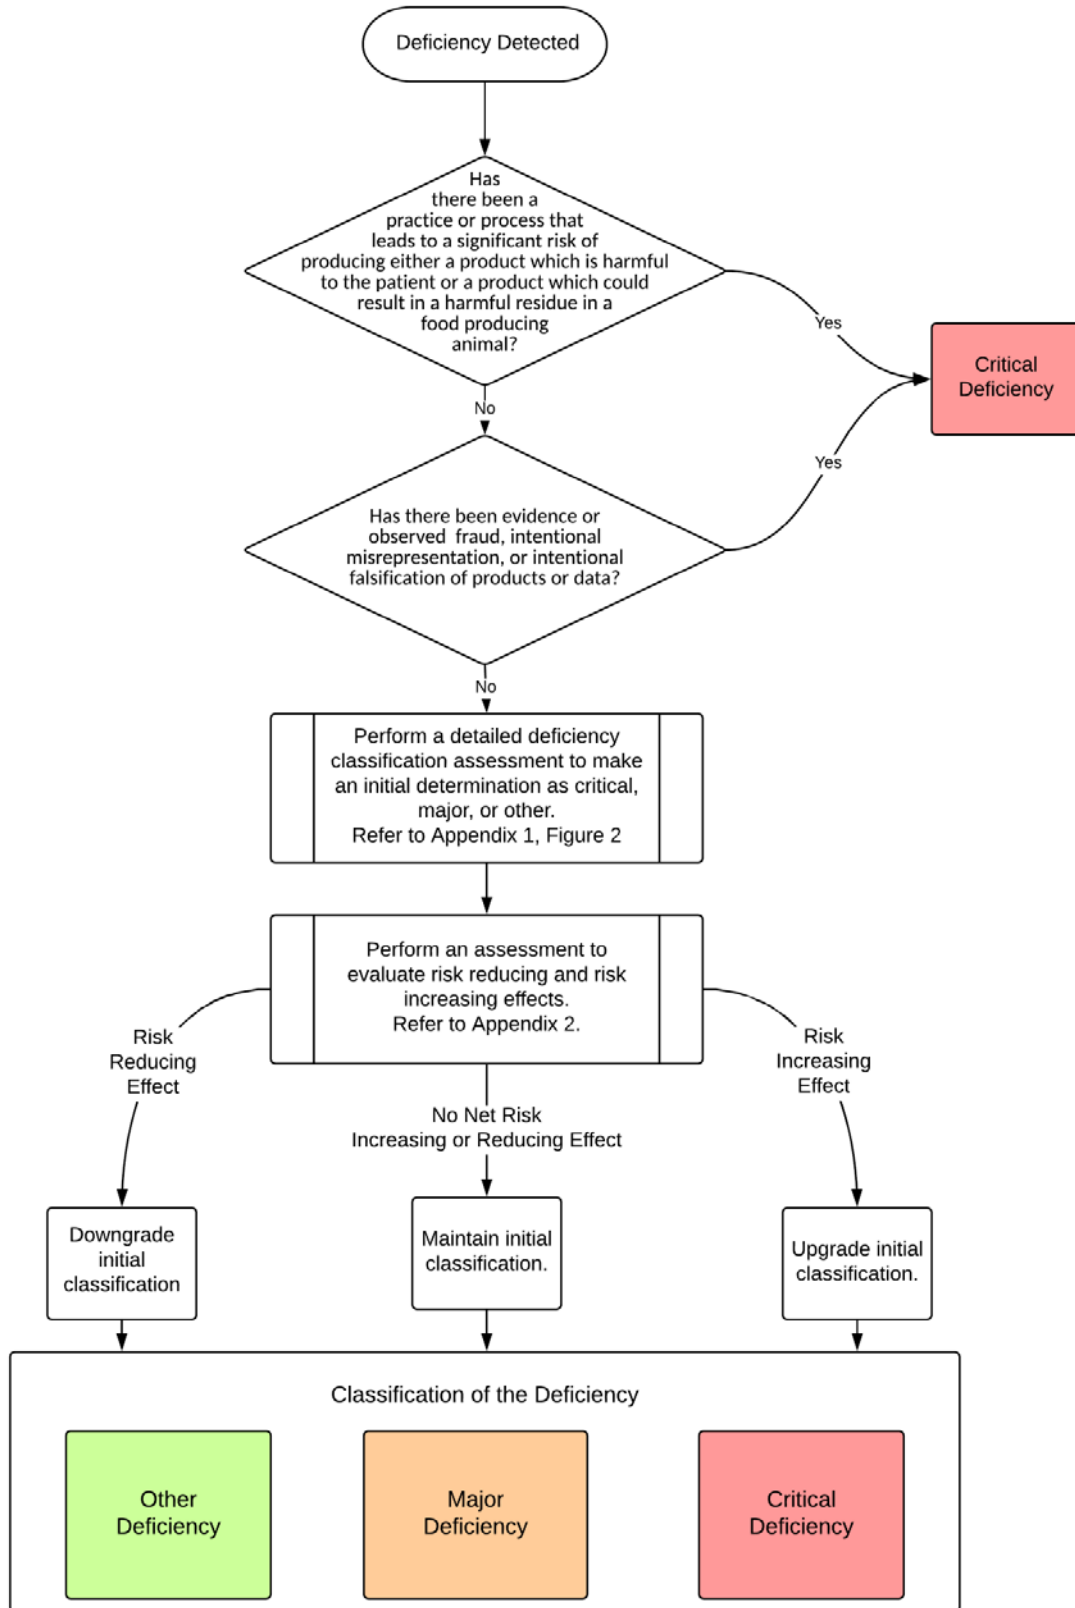 Deficiency Detected
Has
there been a
practice or process that
leads to a significant risk of
producing either a product which is harmful
to the patient or a product which could
result in a harmful residue in a
food producing
animal?
Yes
Critical
Deficiency
No
Yes
Has there been evidence or
observed fraud, intentional
misrepresentation, or intentional
falsification of products or data?
No
Perform a detailed deficiency
classification assessment to make
an initial determination as critical,
major, or other.
Refer to Appendix 1, Figure 2
Perform an assessment to
evaluate risk reducing and risk
increasing effects.
Refer to Appendix 2.
Risk
Reducing
Effect
No Net Risk
Increasing or Reducing Effect
Risk
Increasing
Effect
Downgrade
initial
classification
Maintain initial
classification.
Upgrade initial
classification.
Classification of the Deficiency
Other
Deficiency
Major
Deficiency
Critical
Deficiency